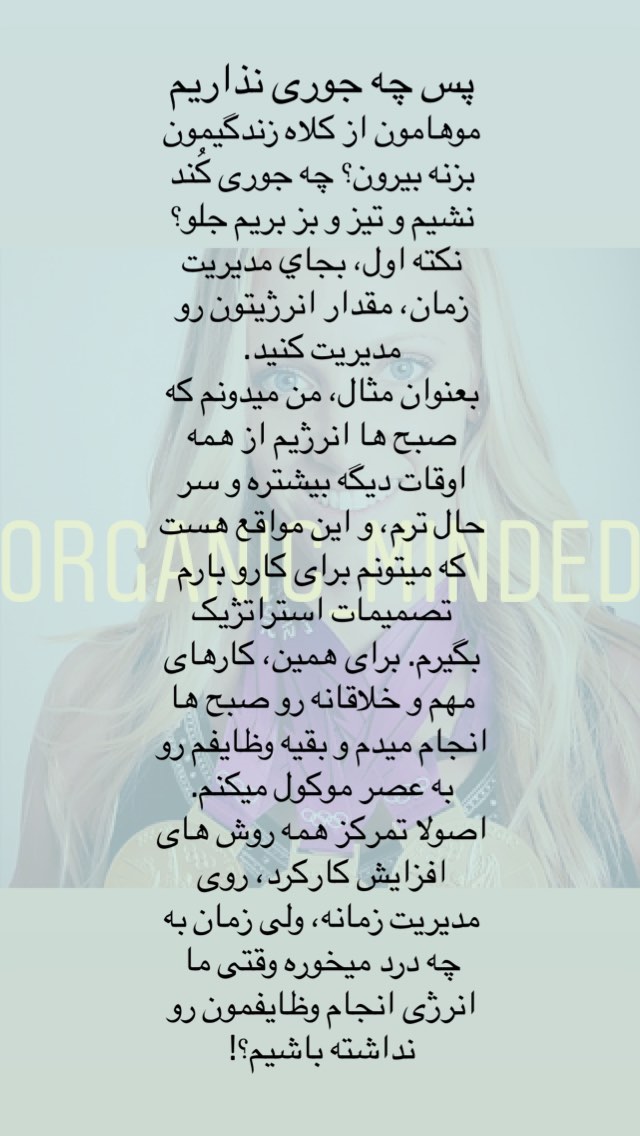 پس چه جوری نذاریم
موهامون از کلاه زندگیمون
بزنه بیرون؟ چه جوری کُند
نشیم و تیز و بز بریم جلو؟
نکته اول، بجاي مدیریت
زمان، مقدار انرژیتون رو
مدیریت کنید.
بعنوان مثال، من میدونم که
صبح ها انرژیم از همه
اوقات دیگه بیشتره و سر
حال ترم، و این مواقع هست
ORGANIC MINDED
که میتونم برای کارو بارم
تصمیمات استراتژیک
بگیرم. برای همین، کارهای
مهم و خلاقانه رو صبح ها
انجام میدم و بقیه وظایفم رو
به عصر موکول میکنم.
اصولا تمرکز همه روش های
افزایش کارکرد، روی
مدیریت زمانه، ولی زمان به
چه درد میخوره وقتی ما
انرژی انجام وظایفمون رو
نداشته باشیم؟!